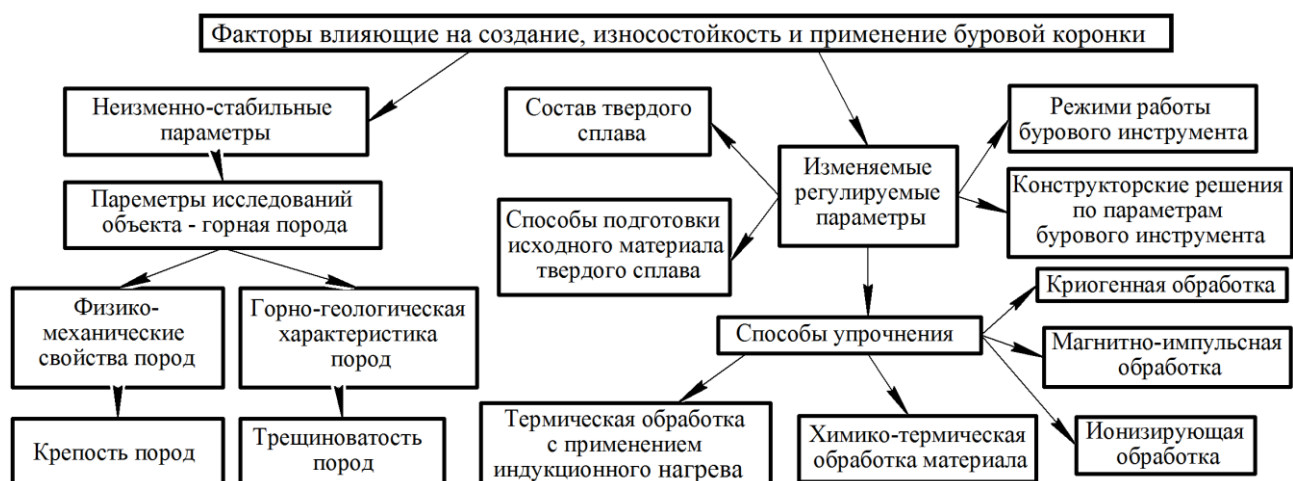 Факторы влияющие на создание, износостойкость и применение буровой коронки
Неизменно-стабильные
параметры
Состав твердого
сплава
Режими работы
бурового инструмента
Изменяемые
регулируемые
параметры
Пареметры исследований
объекта - горная порода
Способы подготовки
исходного материала
твердого сплава
Конструкторские решения
по параметрам
бурового инструмента
Физико-
механические
свойства пород
Горно-геологическая
характеристика
пород
Способы упрочнения
Криогенная обработка
Магнитно-импульсная
обработка
Крепость пород
Трещиноватость
пород
Термическая обработка
с применением
индукционного нагрева
Химико-термическая
обработка материала
Ионизирующая
обработка